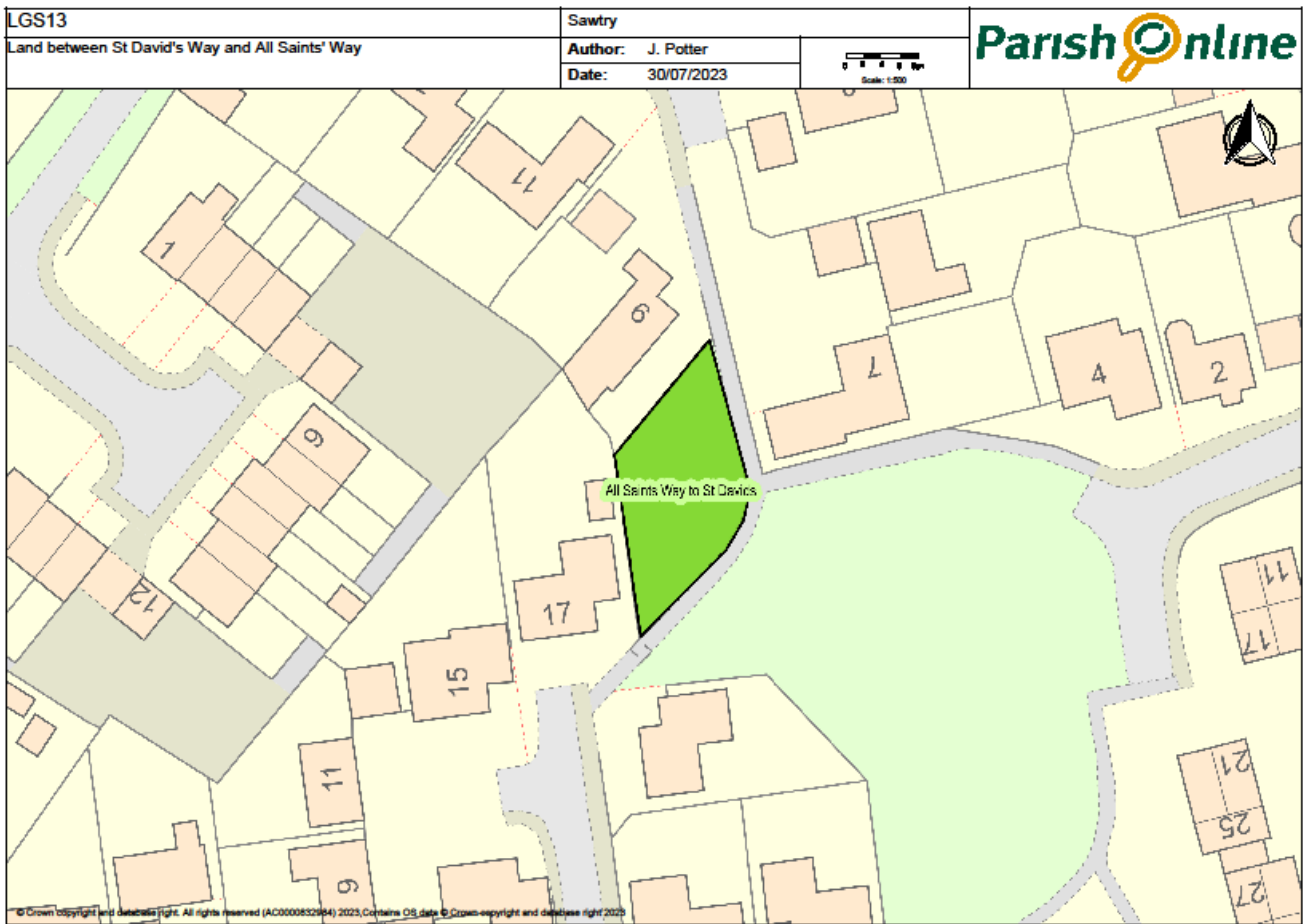 LGS13
Land between St David's Way and All Saints' Way
Sawtry
Author: J. Potter
Date: 30/07/2023
Scale: 1:500
Parish Online
11
1
6
7
4
2
9
All Saints Way to St Davids
12
17
15
11
17
11
9
21
25
27
© Crown copyright and database right. All rights reserved (AC0000832984) 2023, Contains OS data © Crown copyright and database right 2023